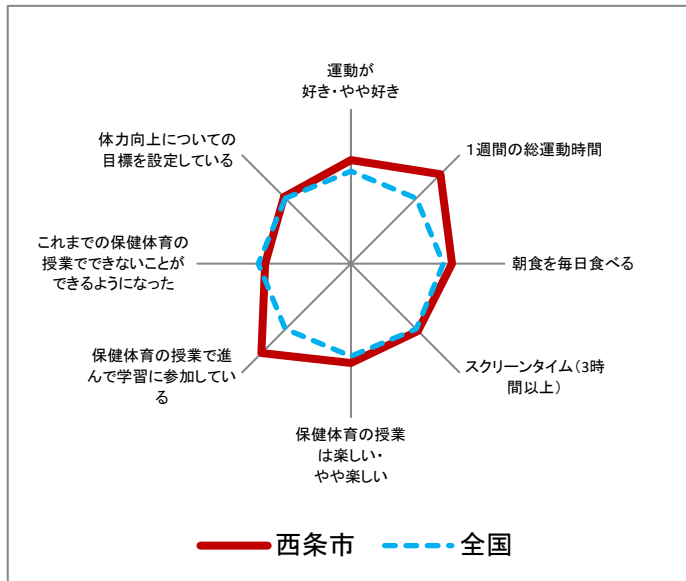 運動が
好き・やや好き
1週間の総運動時間
朝食を毎日食べる
スクリーンタイム(3時
間以上)
保健体育の授業
は楽しい・
やや楽しい
保健体育の授業で進
んで学習に参加してい
る
これまでの保健体育の
授業でできないことが
できるようになった
体力向上についての
目標を設定している
西条市
全国